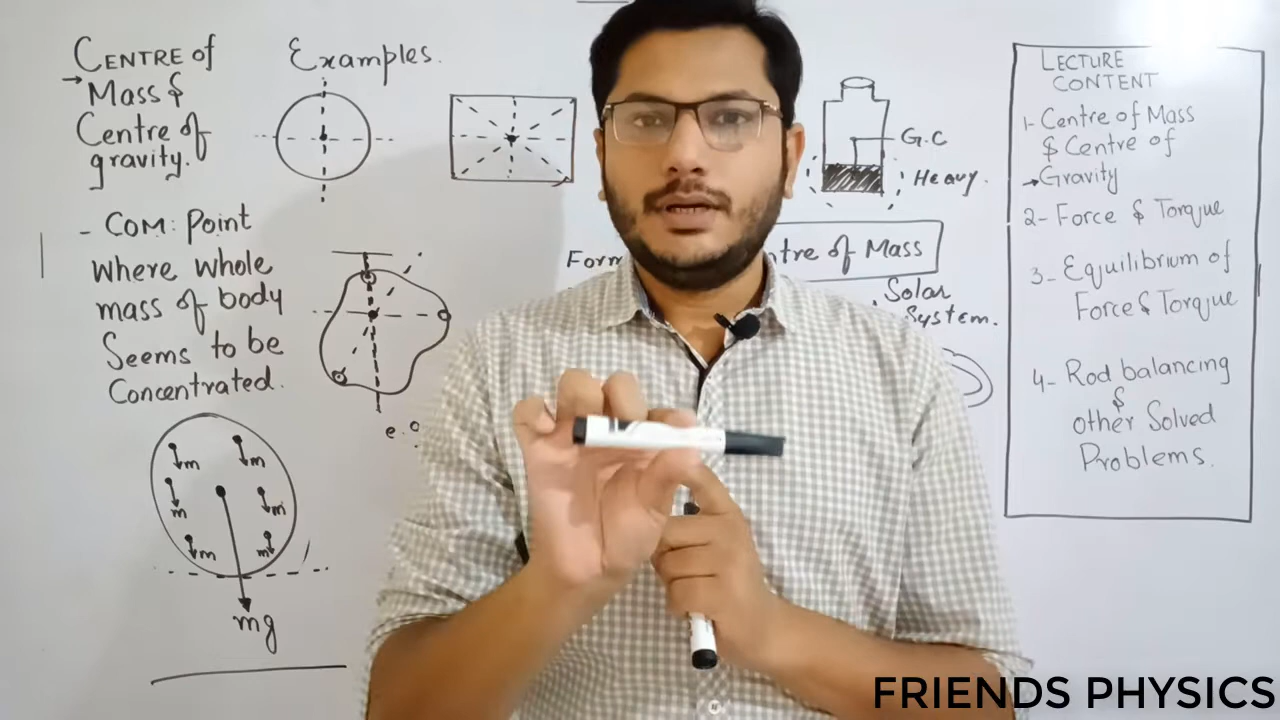 CENTRE of
→ Mass &
Centre of
gravity.
Examples.
- COM: Point
where whole
mass of body
Seems to be
Concentrated.
m
m
m
m
m
m
mg
G.C
Heavy.
ntre of Mass
Solar
System.
LECTURE
CONTENT
1- Centre of Mass
& Centre of
→ Gravity
2- Force & Torque
3- Equilibrium of
Force & Torque
4- Rod balancing
&
other Solved
Problems.
FRIENDS PHYSICS